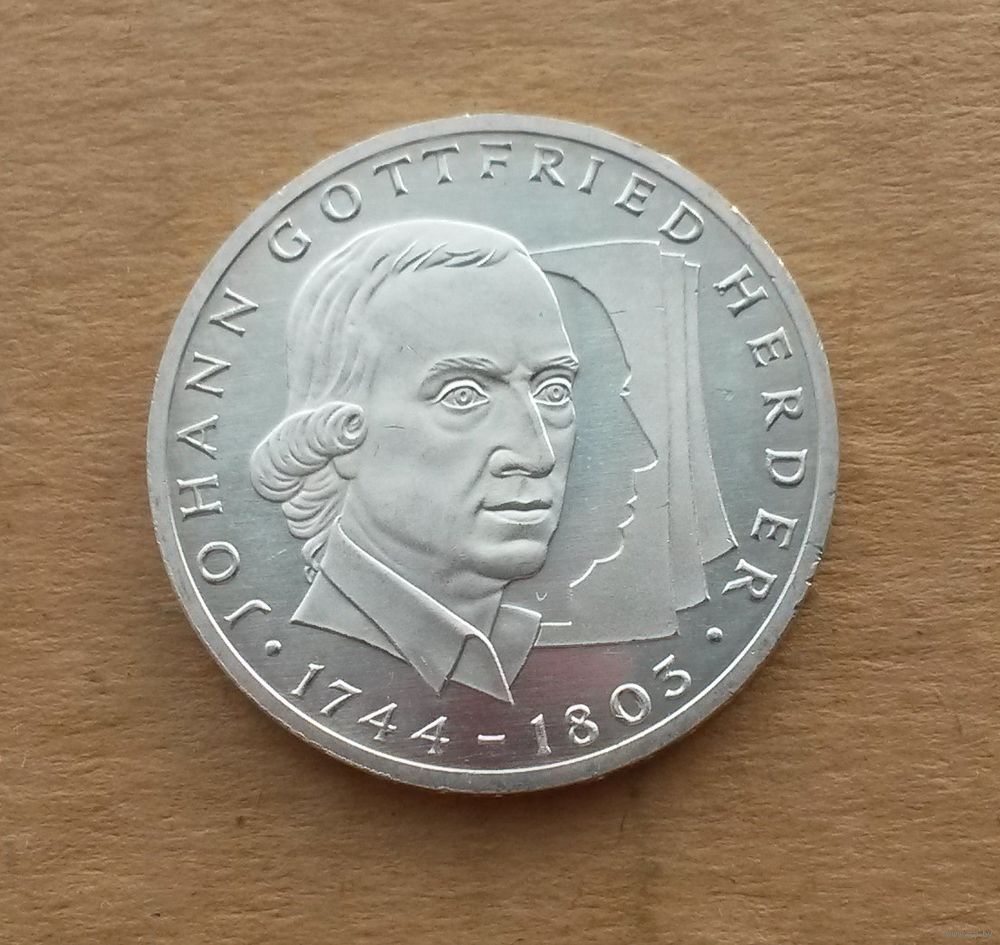 JOHANN GOTTFRIED HERDER
· 1744 – 1803 ·